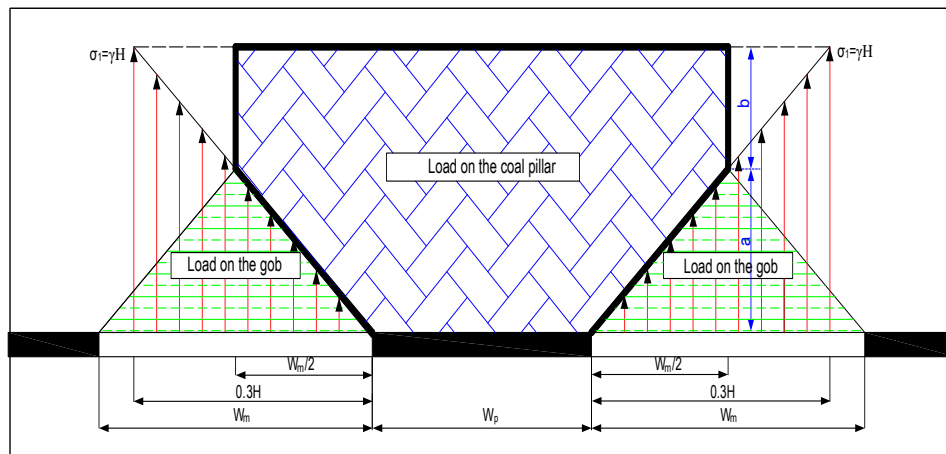 σ₁=γH
σ₁=γH
b
Load on the coal pillar
a
Load on the gob
Load on the gob
Wₘ/2
Wₘ/2
0.3H
0.3H
Wₘ
Wₚ
Wₘ